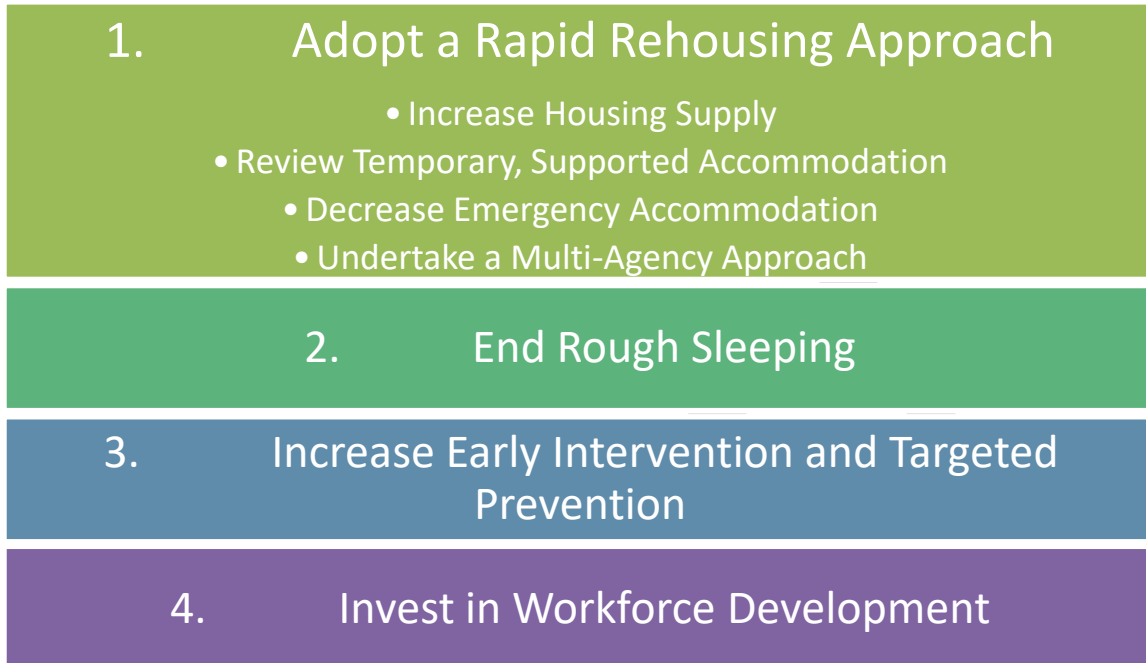 1. Adopt a Rapid Rehousing Approach
• Increase Housing Supply
• Review Temporary, Supported Accommodation
• Decrease Emergency Accommodation
• Undertake a Multi-Agency Approach
2. End Rough Sleeping
3. Increase Early Intervention and Targeted
Prevention
4. Invest in Workforce Development